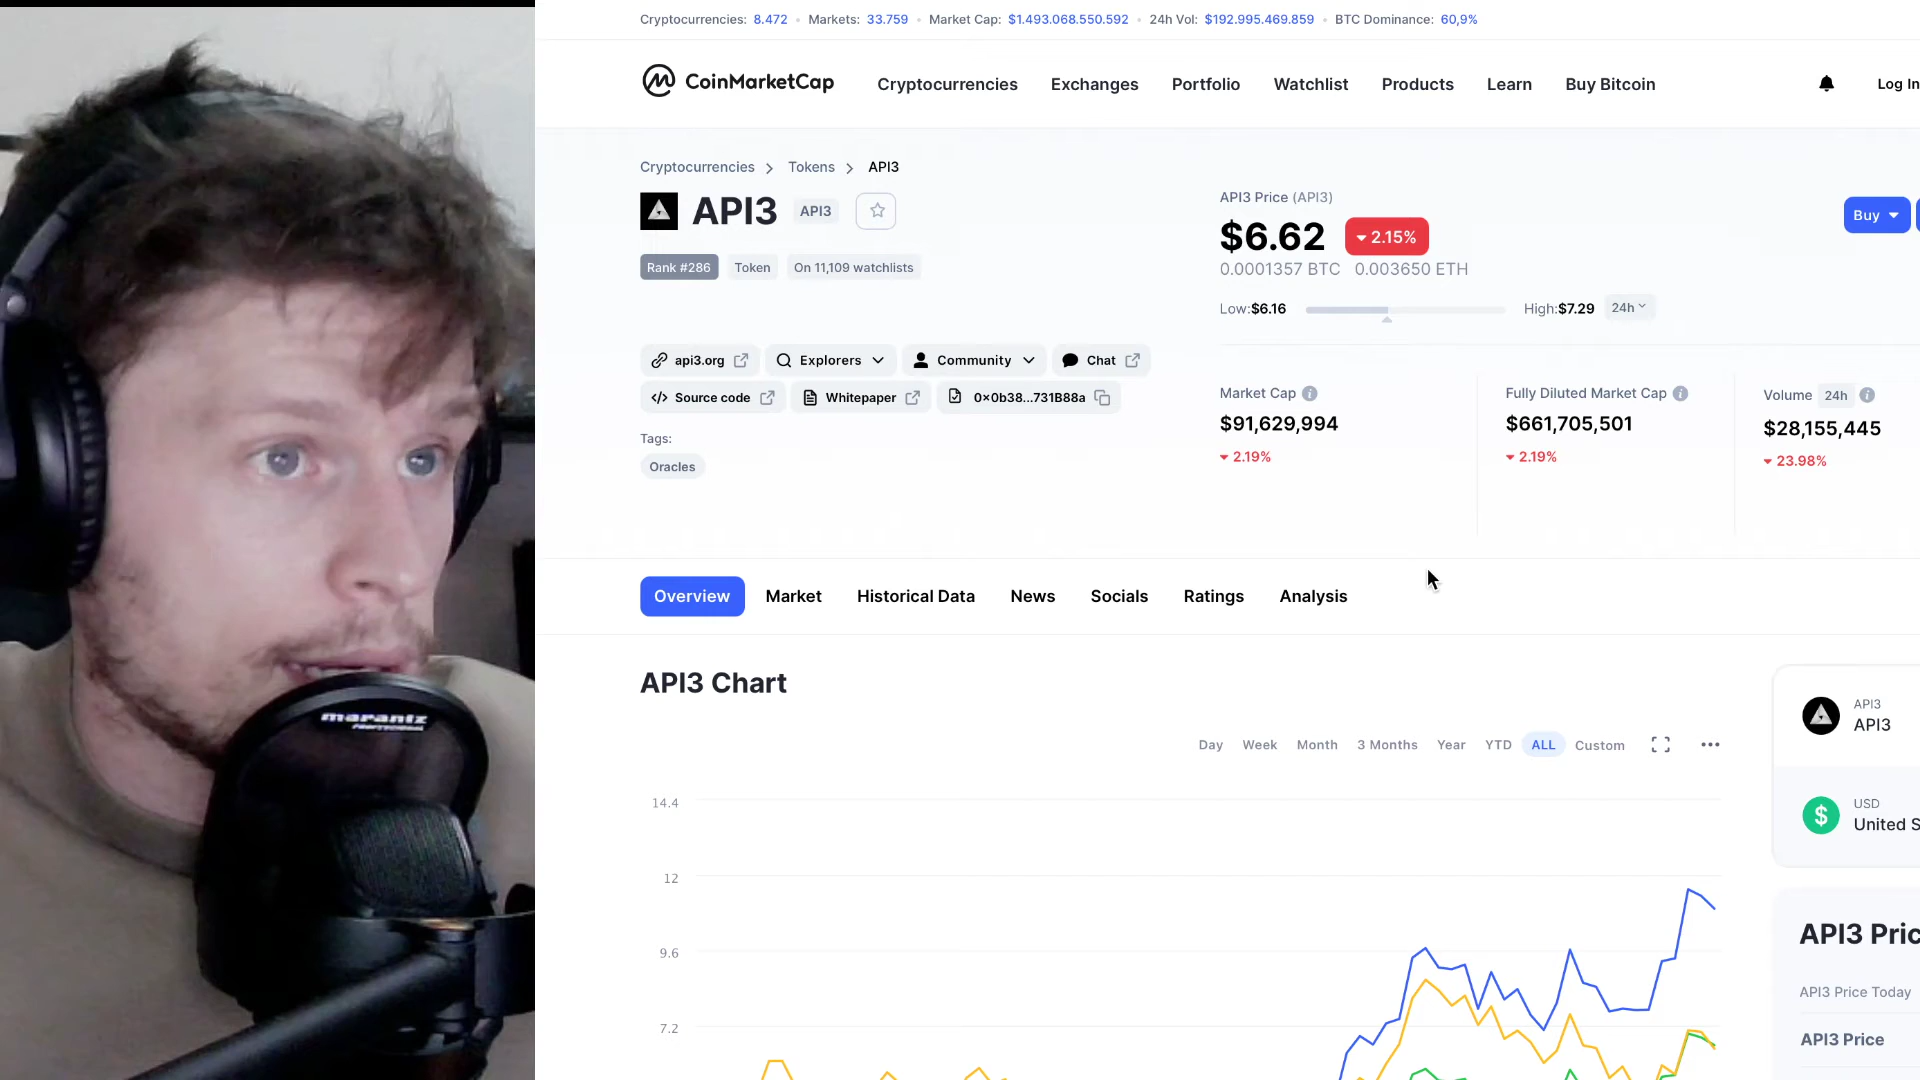 Cryptocurrencies: 8.472 • Markets: 33.759 • Market Cap: $1.493.068.550.592 • 24h Vol: $192.995.469.859 • BTC Dominance: 60,9%
CoinMarketCap Cryptocurrencies Exchanges Portfolio Watchlist Products Learn Buy Bitcoin Log In
Cryptocurrencies > Tokens > API3
API3 API3
Rank #286 Token On 11,109 watchlists
api3.org Explorers Community Chat
</> Source code Whitepaper 0x0b38...731B88a
Tags:
Oracles
API3 Price (API3)
$6.62 2.15%
Buy
0.0001357 BTC 0.003650 ETH
Low:$6.16 High:$7.29 24h
Market Cap
$91,629,994
2.19%
Fully Diluted Market Cap
$661,705,501
2.19%
Volume 24h
$28,155,445
23.98%
Overview Market Historical Data News Socials Ratings Analysis
API3 Chart
Day Week Month 3 Months Year YTD ALL Custom
14.4
12
9.6
7.2
API3
API3
$
USD
United S
API3 Pric
API3 Price Today
API3 Price
marantz
PROFESSIONAL